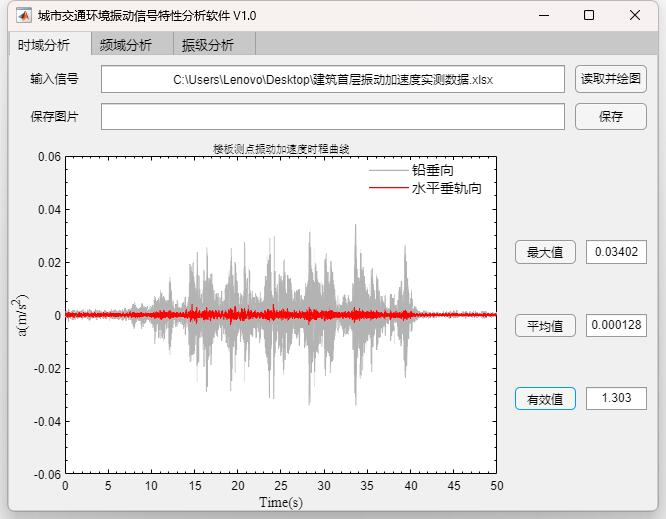 城市交通环境振动信号特性分析软件 V1.0
时域分析 频域分析 振级分析
输入信号 C:\Users\Lenovo\Desktop\建筑首层振动加速度实测数据.xlsx 读取并绘图
保存图片 保存
楼板测点振动加速度时程曲线
0.06
铅垂向
水平垂轨向
0.04
最大值 0.03402
0.02
a(m/s²)
0
平均值 0.000128
-0.02
有效值 1.303
-0.04
-0.06
0 5 10 15 20 25 30 35 40 45 50
Time(s)